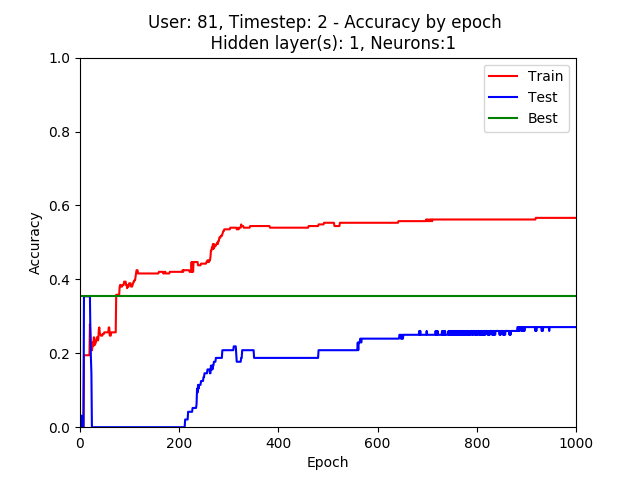 User: 81, Timestep: 2 - Accuracy by epoch
Hidden layer(s): 1, Neurons:1
1.0
0.8
0.6
0.4
0.2
0.0
Accuracy
Train
Test
Best
0 200 400 600 800 1000
Epoch